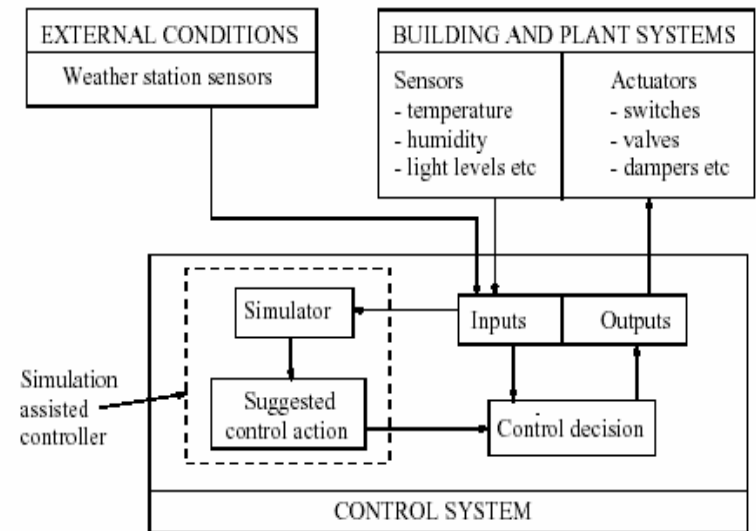 EXTERNAL CONDITIONS
Weather station sensors
BUILDING AND PLANT SYSTEMS
Sensors
- temperature
- humidity
- light levels etc
Actuators
- switches
- valves
- dampers etc
Simulator
Inputs
Outputs
Simulation
assisted
controller
Suggested
control action
Control decision
CONTROL SYSTEM